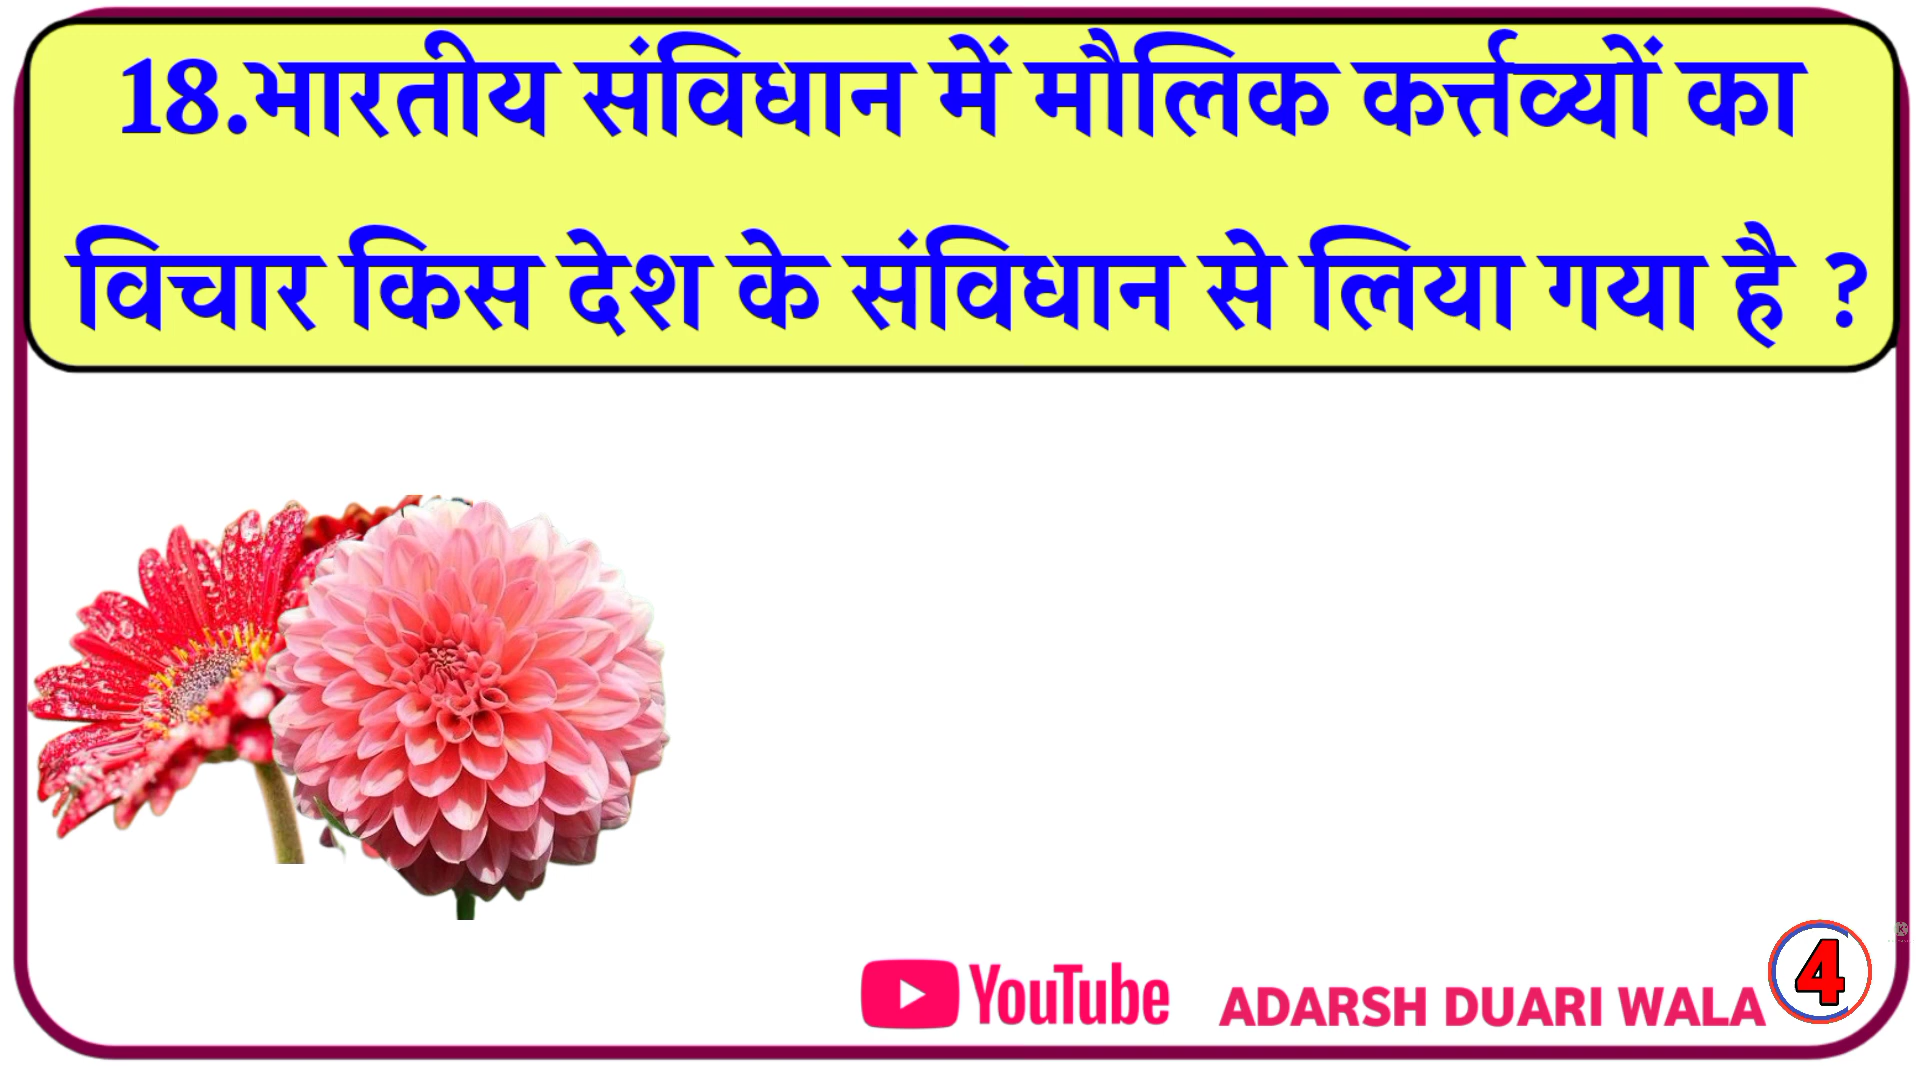 18.भारतीय संविधान में मौलिक कर्त्तव्यों का
विचार किस देश के संविधान से लिया गया है ?
YouTube ADARSH DUARI WALA
4